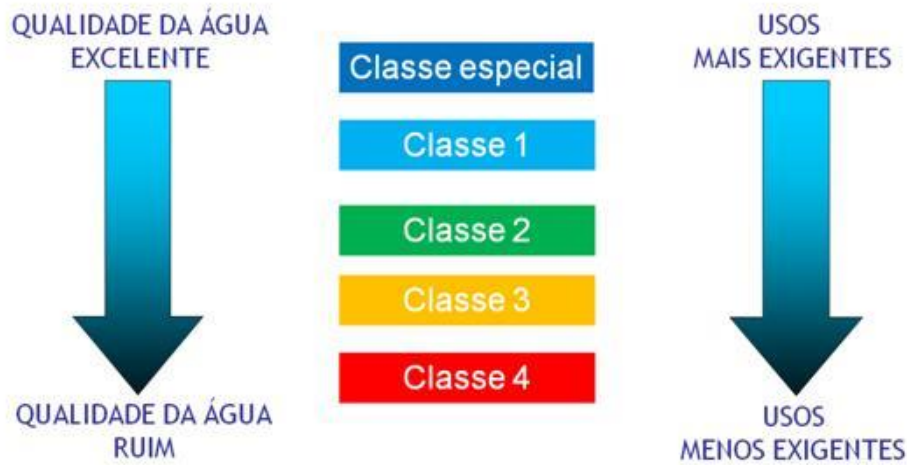 QUALIDADE DA ÁGUA
EXCELENTE
USOS
MAIS EXIGENTES
Classe especial
Classe 1
Classe 2
Classe 3
Classe 4
QUALIDADE DA ÁGUA
RUIM
USOS
MENOS EXIGENTES